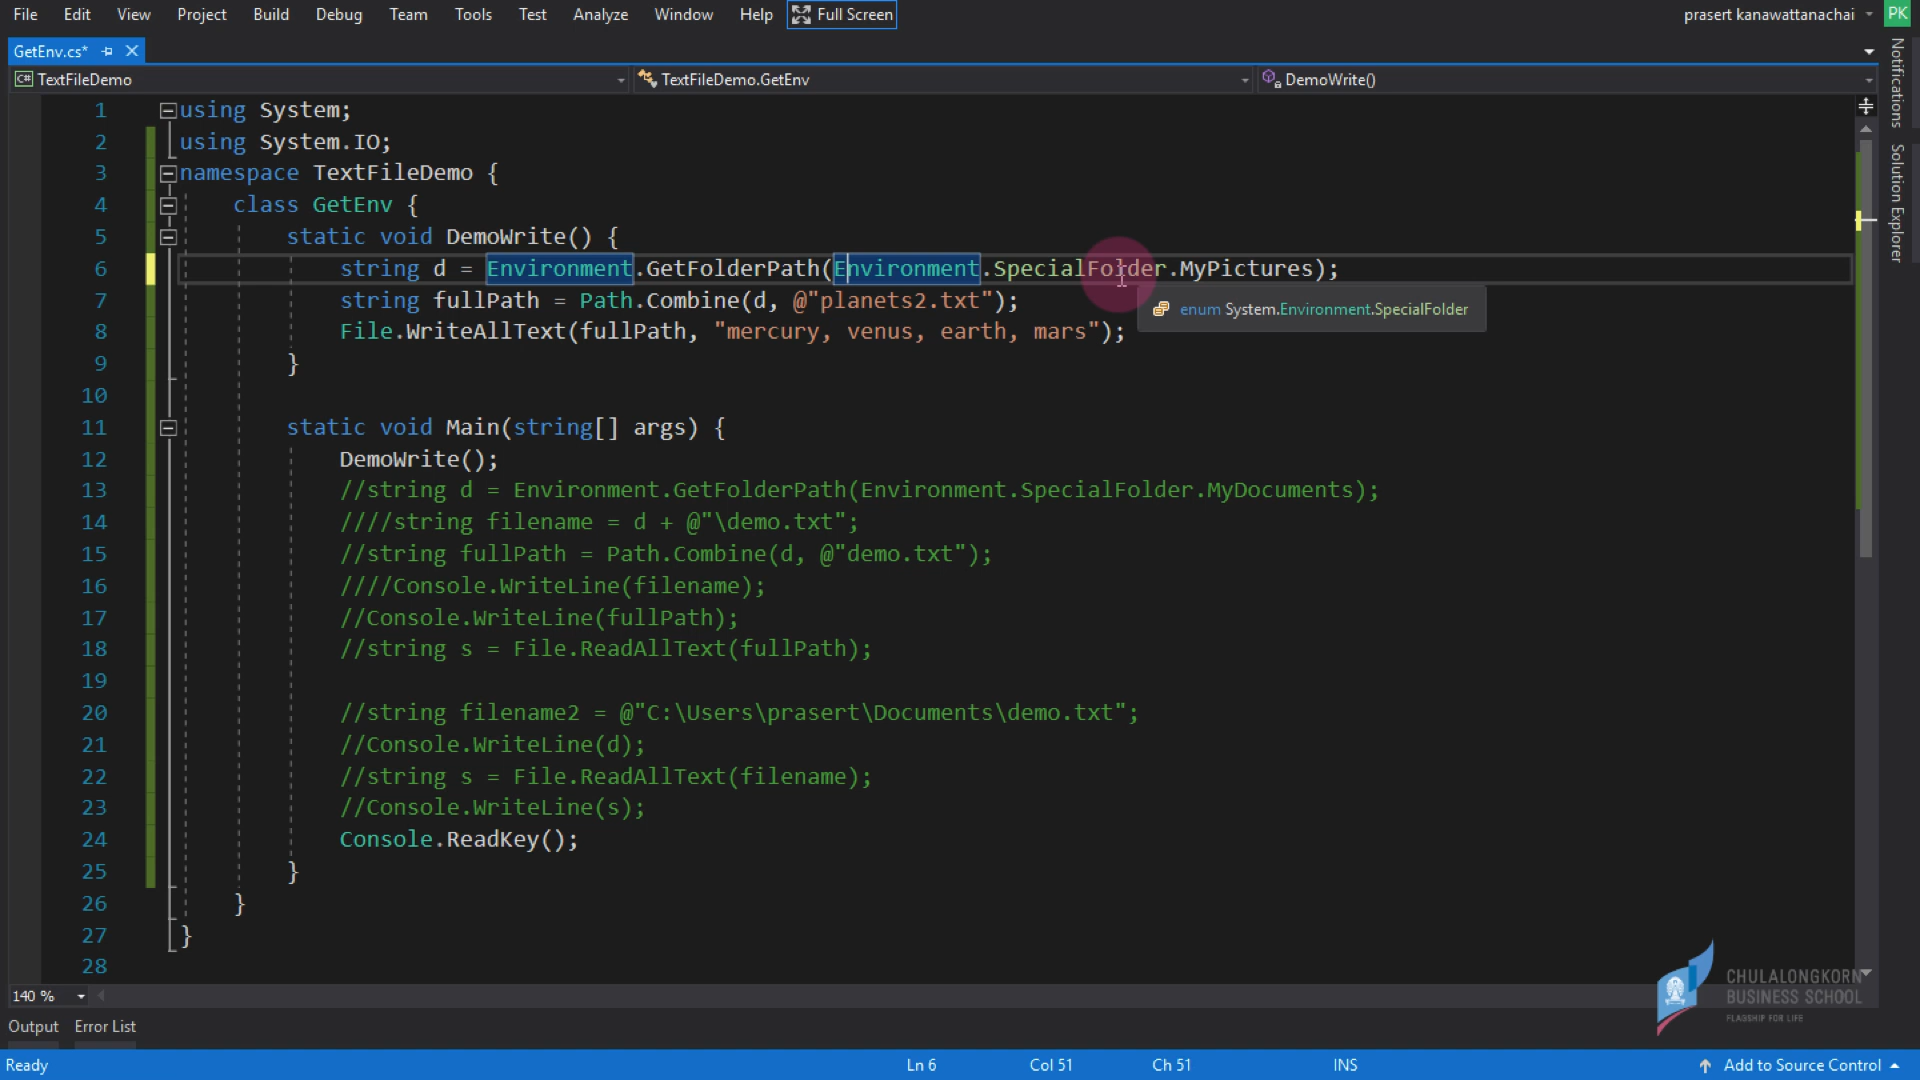 File Edit View Project Build Debug Team Tools Test Analyze Window Help Full Screen prasert kanawattanachai PK
GetEnv.cs*
C# TextFileDemo TextFileDemo.GetEnv DemoWrite()
1 using System;
2 using System.IO;
3 namespace TextFileDemo {
4 class GetEnv {
5 static void DemoWrite() {
6 string d = Environment.GetFolderPath(Environment.SpecialFolder.MyPictures);
7 string fullPath = Path.Combine(d, @"planets2.txt");
enum System.Environment.SpecialFolder
8 File.WriteAllText(fullPath, "mercury, venus, earth, mars");
9 }
10
11 static void Main(string[] args) {
12 DemoWrite();
13 //string d = Environment.GetFolderPath(Environment.SpecialFolder.MyDocuments);
14 ////string filename = d + @"\demo.txt";
15 //string fullPath = Path.Combine(d, @"demo.txt");
16 ////Console.WriteLine(filename);
17 //Console.WriteLine(fullPath);
18 //string s = File.ReadAllText(fullPath);
19
20 //string filename2 = @"C:\Users\prasert\Documents\demo.txt";
21 //Console.WriteLine(d);
22 //string s = File.ReadAllText(filename);
23 //Console.WriteLine(s);
24 Console.ReadKey();
25 }
26 }
27 }
28
Notifications
Solution Explorer
CHULALONGKORN
BUSINESS SCHOOL
FLAGSHIP FOR LIFE
140 %
Output Error List
Ready Ln 6 Col 51 Ch 51 INS Add to Source Control